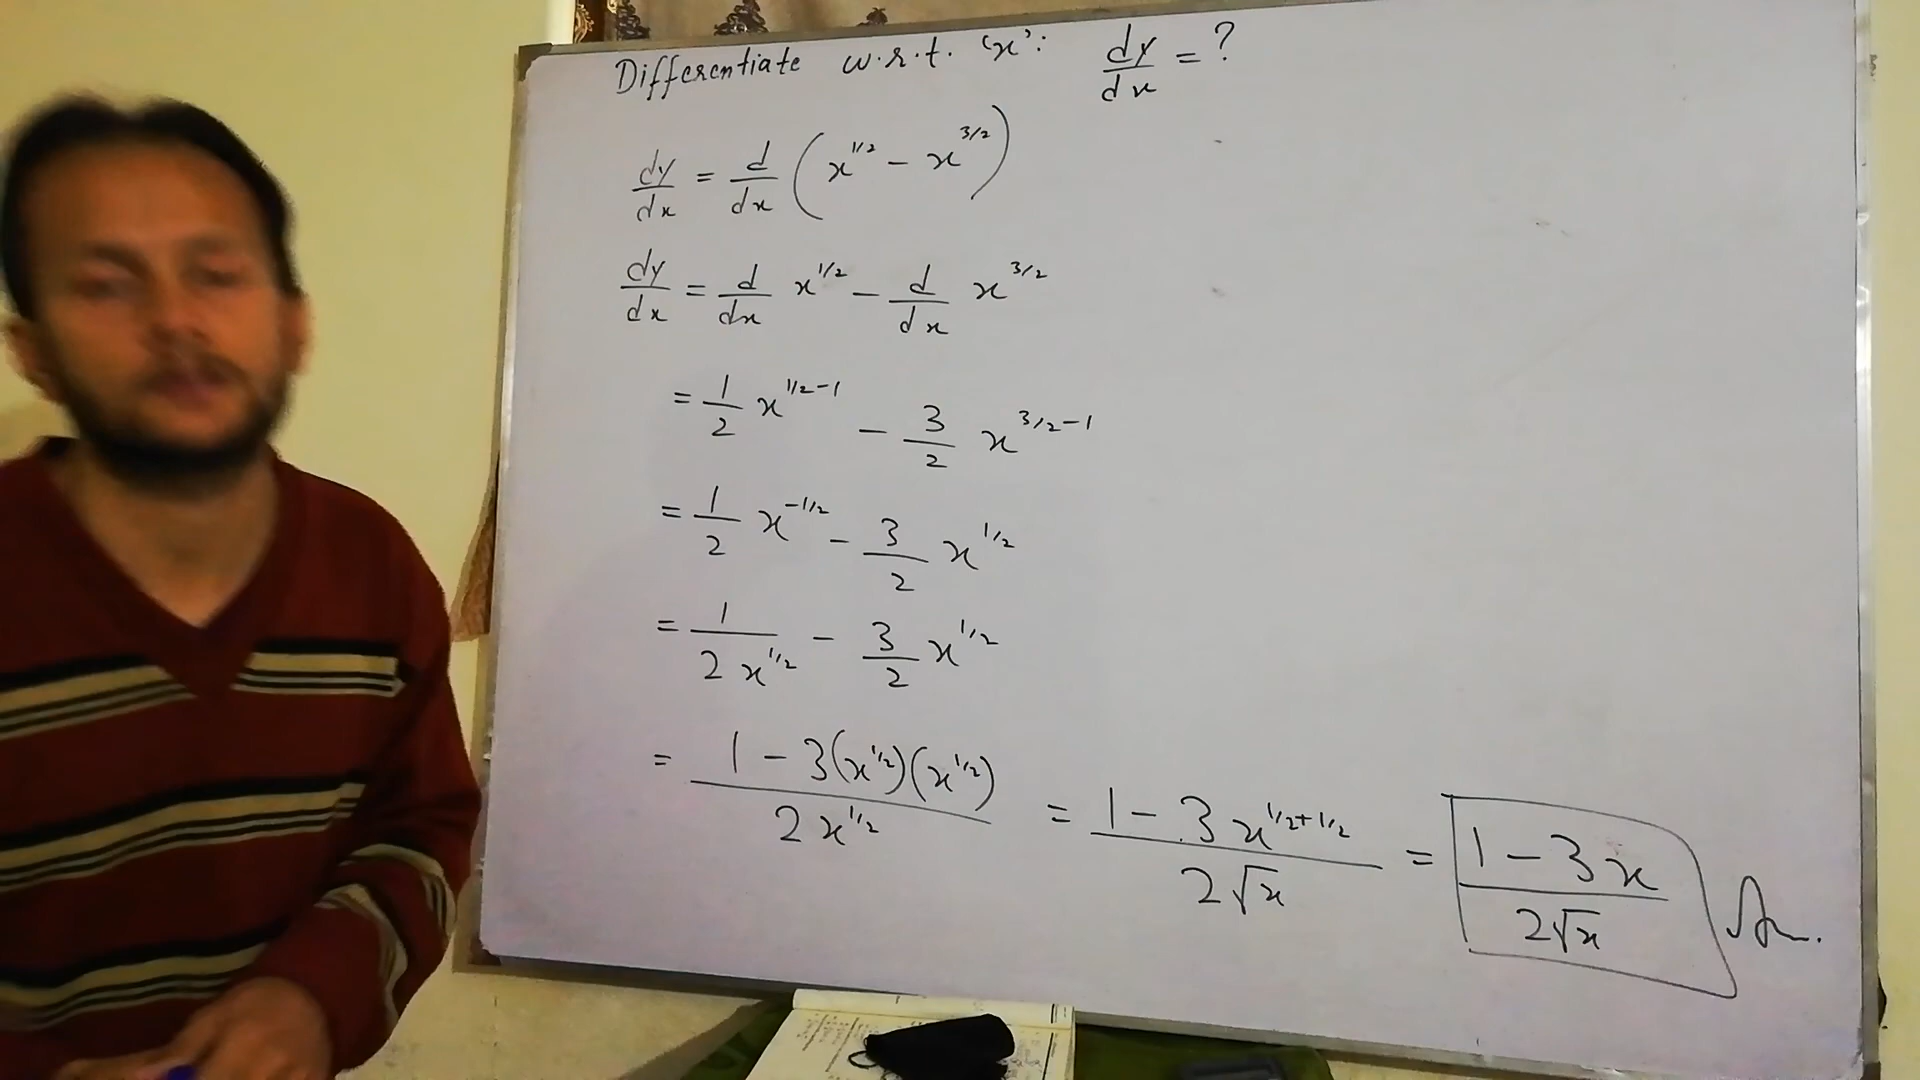 Differentiate w.r.t. 'x': dy/dx = ?
dy/dx = d/dx (x^1/2 − x^3/2)
dy/dx = d/dx x^1/2 − d/dx x^3/2
= 1/2 x^1/2−1 − 3/2 x^3/2−1
= 1/2 x^−1/2 − 3/2 x^1/2
= 1/2x^1/2 − 3/2 x^1/2
= 1 − 3(x^1/2)(x^1/2) / 2x^1/2 = 1 − 3x^1/2+1/2 / 2√x = 1 − 3x / 2√x